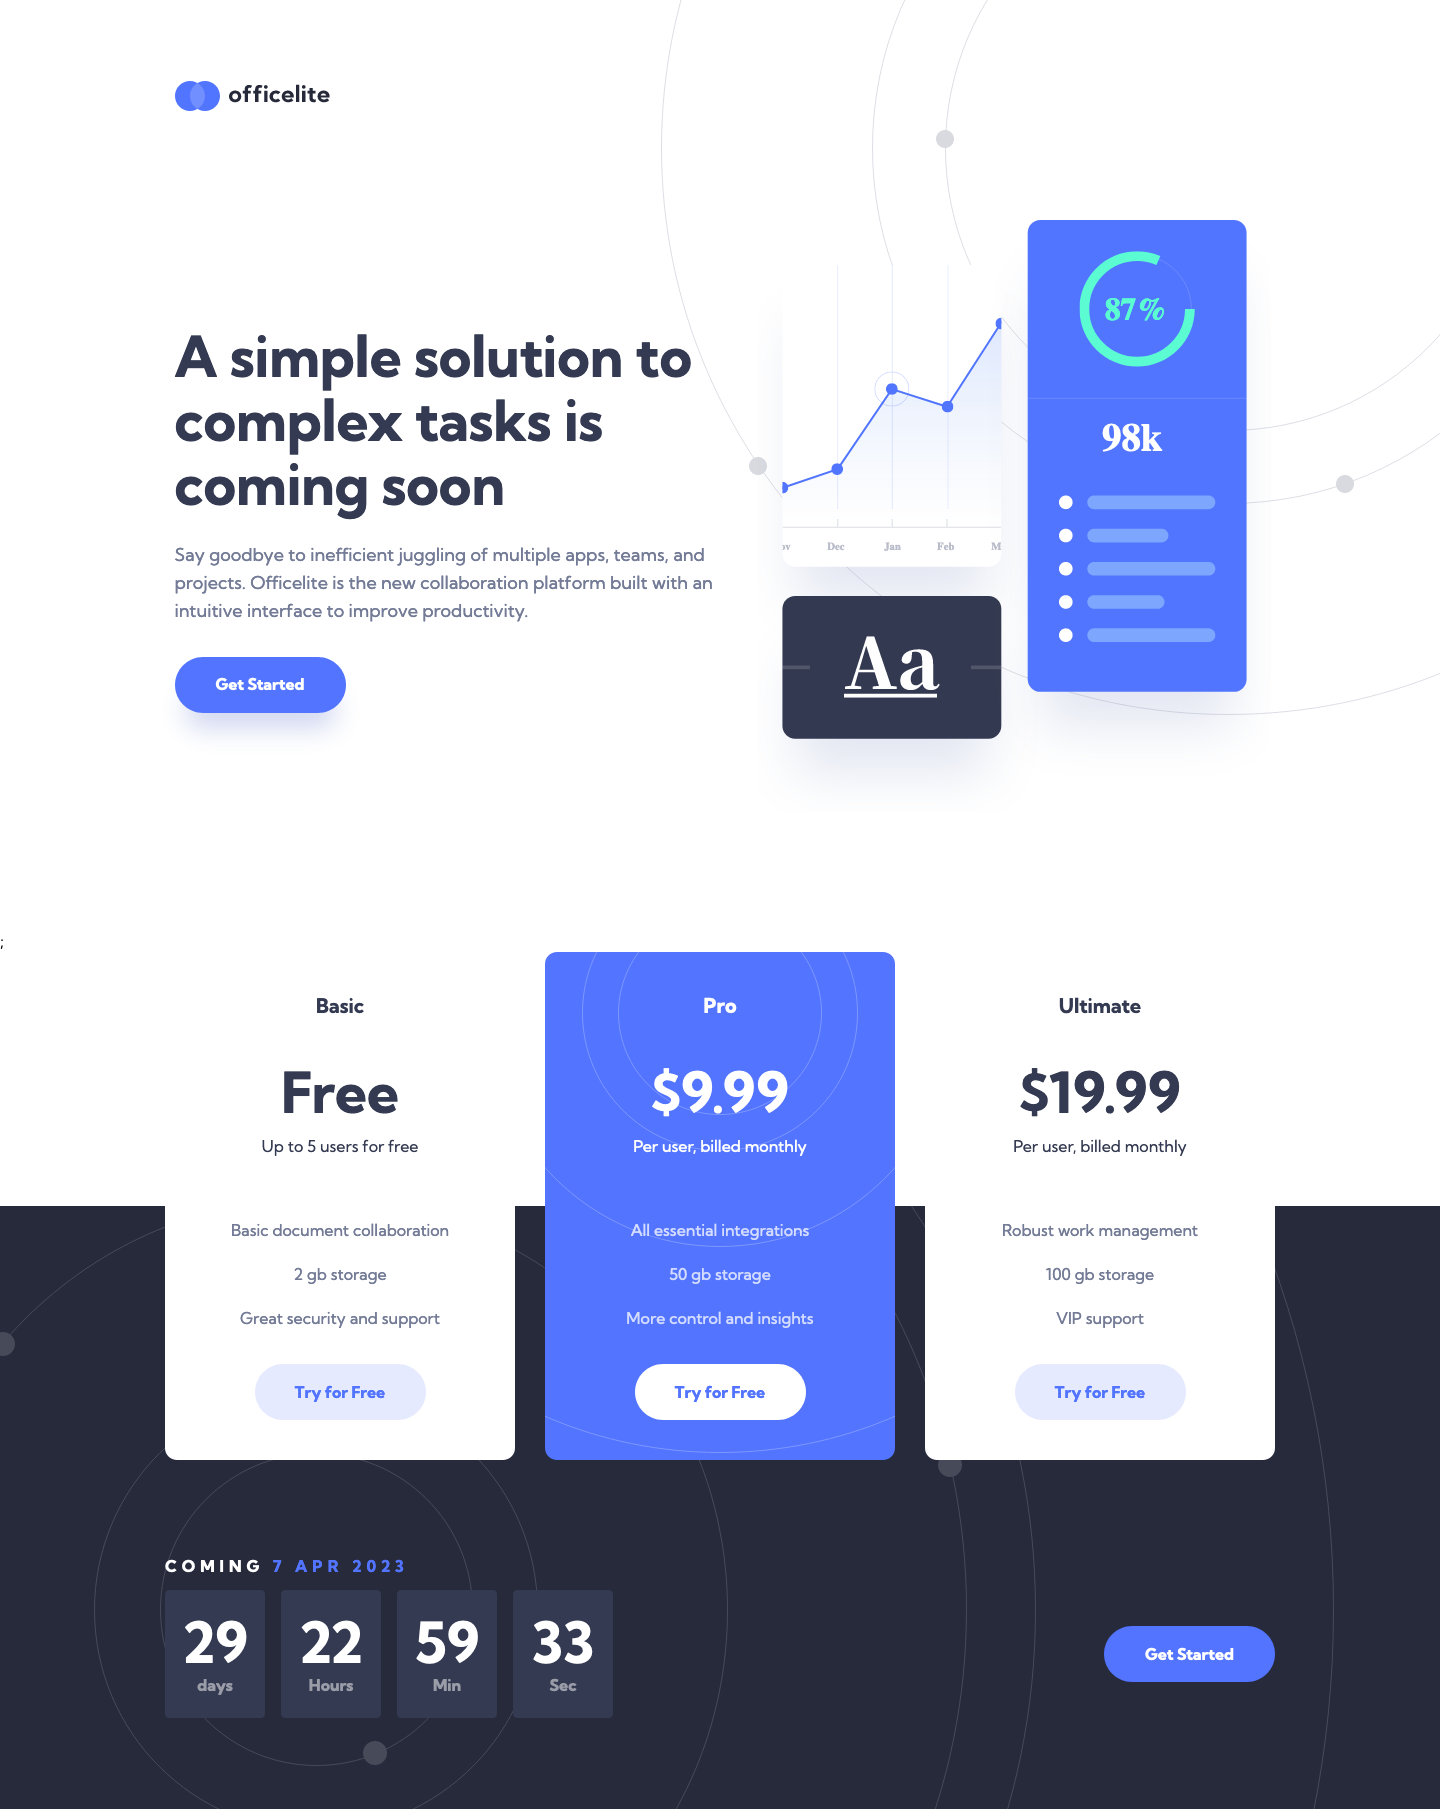 officelite
87%
A simple solution to
complex tasks is
coming soon
98k
Say goodbye to inefficient juggling of multiple apps, teams, and
projects. Officelite is the new collaboration platform built with an
intuitive interface to improve productivity.
ov Dec Jan Feb M
Aa
Get Started
;
Basic
Free
Up to 5 users for free
Basic document collaboration
2 gb storage
Great security and support
Try for Free
Pro
$9.99
Per user, billed monthly
All essential integrations
50 gb storage
More control and insights
Try for Free
Ultimate
$19.99
Per user, billed monthly
Robust work management
100 gb storage
VIP support
Try for Free
COMING 7 APR 2023
29 22 59 33
days Hours Min Sec
Get Started